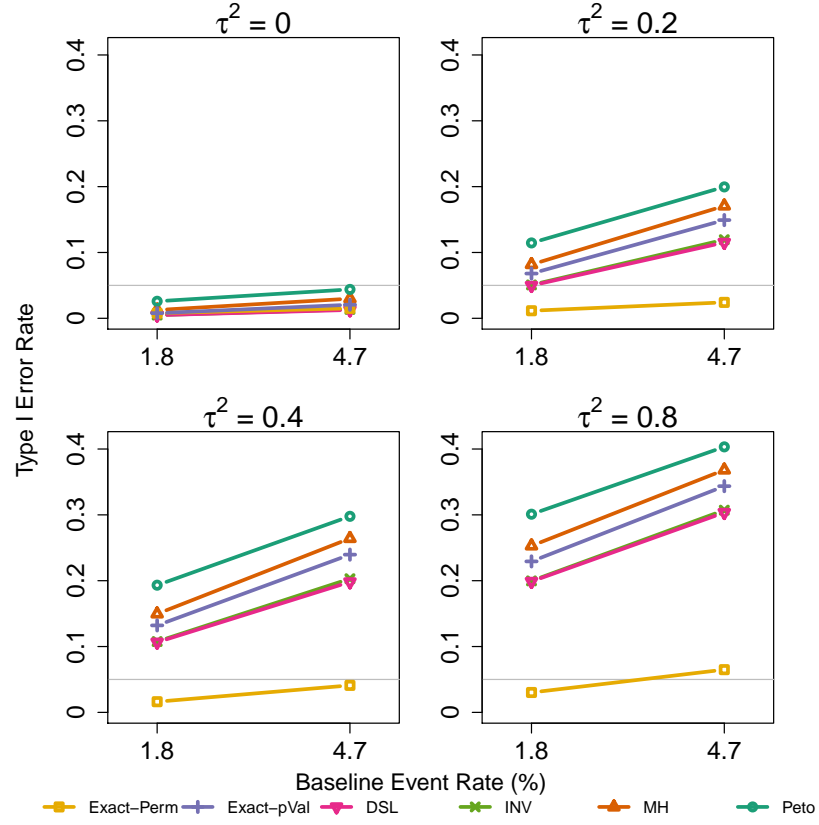 τ² = 0
τ² = 0.2
0 0.1 0.2 0.3 0.4
0 0.1 0.2 0.3 0.4
1.8 4.7
1.8 4.7
Type I Error Rate
τ² = 0.4
τ² = 0.8
0 0.1 0.2 0.3 0.4
0 0.1 0.2 0.3 0.4
1.8 4.7
1.8 4.7
Baseline Event Rate (%)
Exact−Perm Exact−pVal DSL INV MH Peto